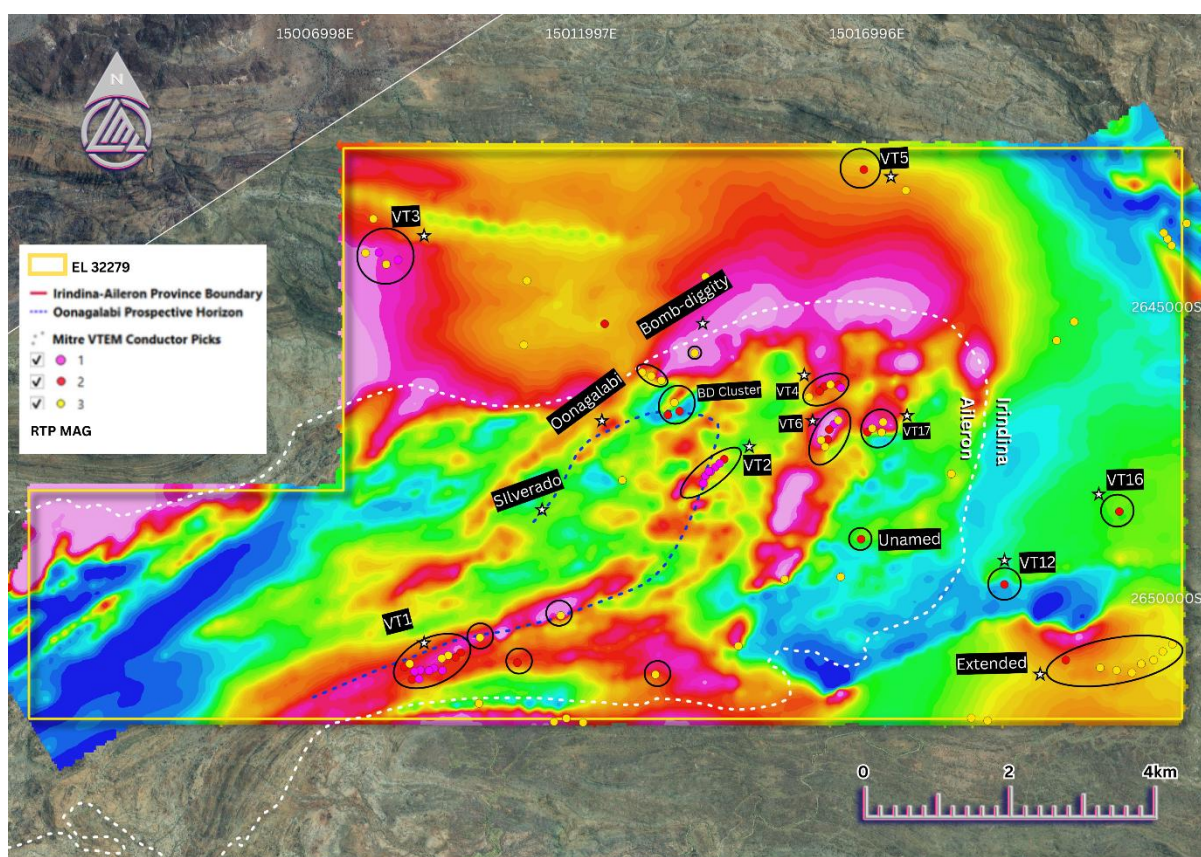 15006998E
15011997E
15016996E
N
VT5
VT3
EL 32279
Irindina-Aileron Province Boundary
Oonagalabi Prospective Horizon
Mitre VTEM Conductor Picks
1
2
3
RTP MAG
2645000S
Bomb-diggity
Oonagalabi
BD Cluster
VT4
VT6
VT17
Aileron
Irindina
VT2
SIlverado
VT16
Unamed
VT12
2650000S
VT1
Extended
0
2
4km